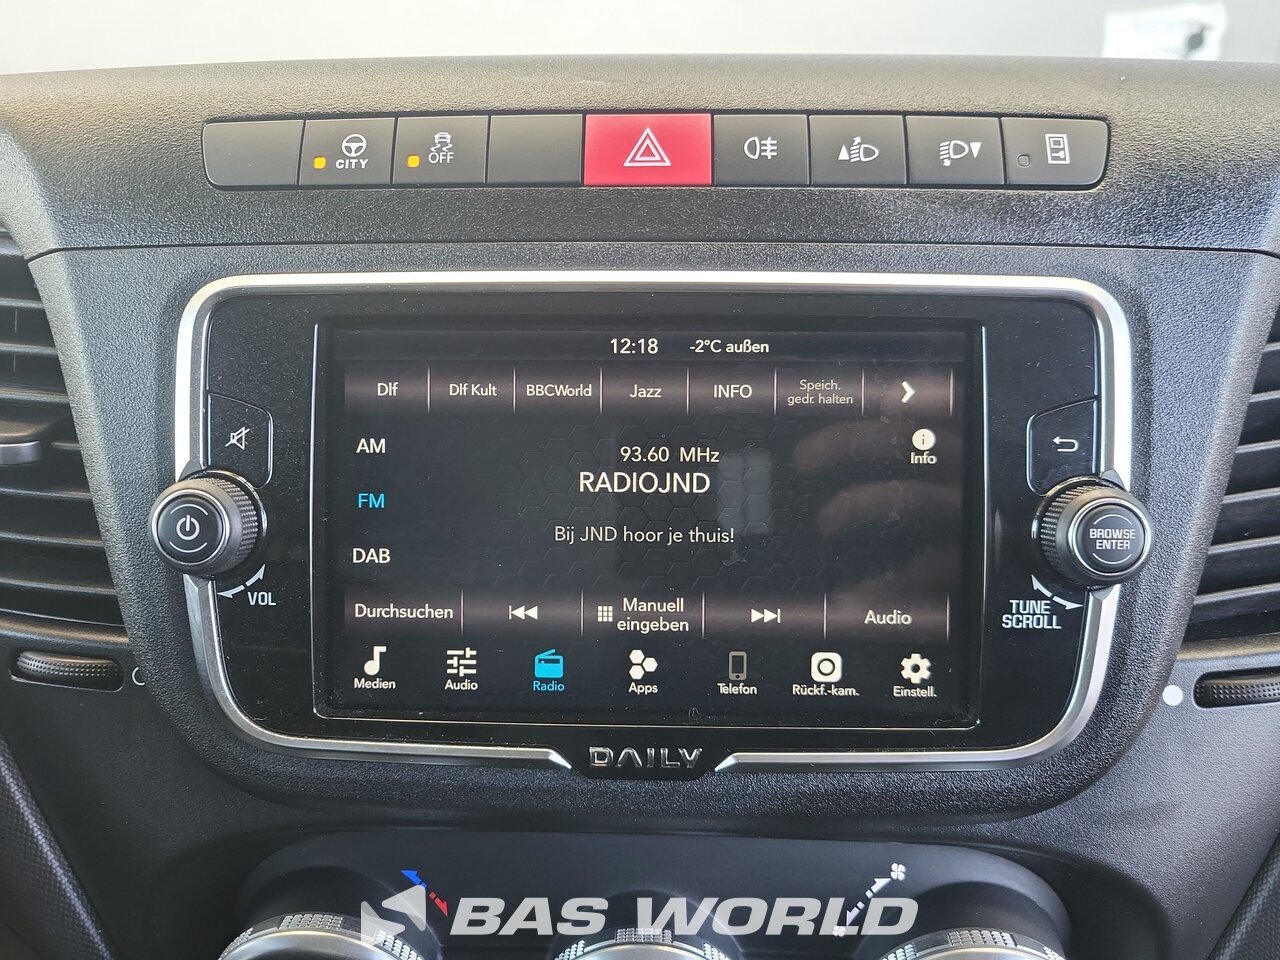 CITY
OFF
12:18 -2°C außen
Dlf
Dlf Kult
BBCWorld
Jazz
INFO
Speich.
gedr. halten
AM
FM
DAB
93.60 MHz
RADIOJND
Bij JND hoor je thuis!
Info
VOL
BROWSE
ENTER
TUNE
SCROLL
Durchsuchen
Manuell
eingeben
Audio
Medien
Audio
Radio
Apps
Telefon
Rückf.-kam.
Einstell.
DAILY
BAS WORLD